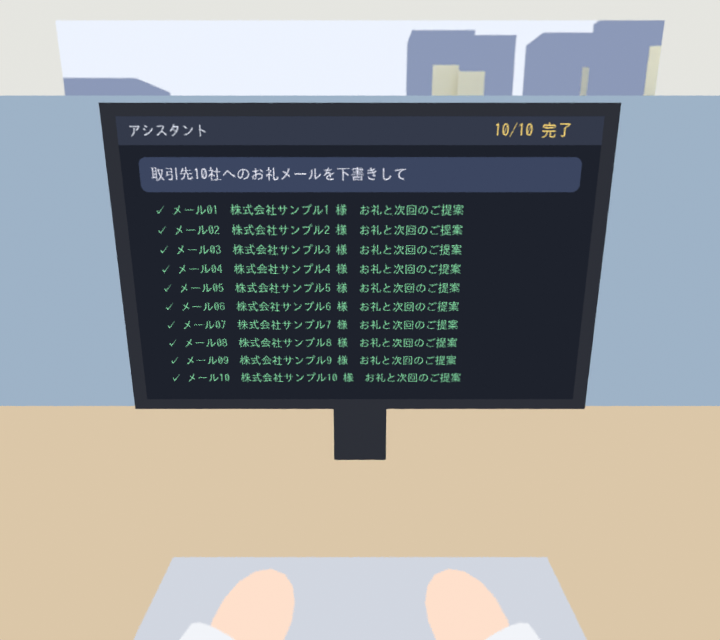 アシスタント
10/10 完了
取引先10社へのお礼メールを下書きして
✓ メール01 株式会社サンプル1 様 お礼と次回のご提案
✓ メール02 株式会社サンプル2 様 お礼と次回のご提案
✓ メール03 株式会社サンプル3 様 お礼と次回のご提案
✓ メール04 株式会社サンプル4 様 お礼と次回のご提案
✓ メール05 株式会社サンプル5 様 お礼と次回のご提案
✓ メール06 株式会社サンプル6 様 お礼と次回のご提案
✓ メール07 株式会社サンプル7 様 お礼と次回のご提案
✓ メール08 株式会社サンプル8 様 お礼と次回のご提案
✓ メール09 株式会社サンプル9 様 お礼と次回のご提案
✓ メール10 株式会社サンプル10 様 お礼と次回のご提案